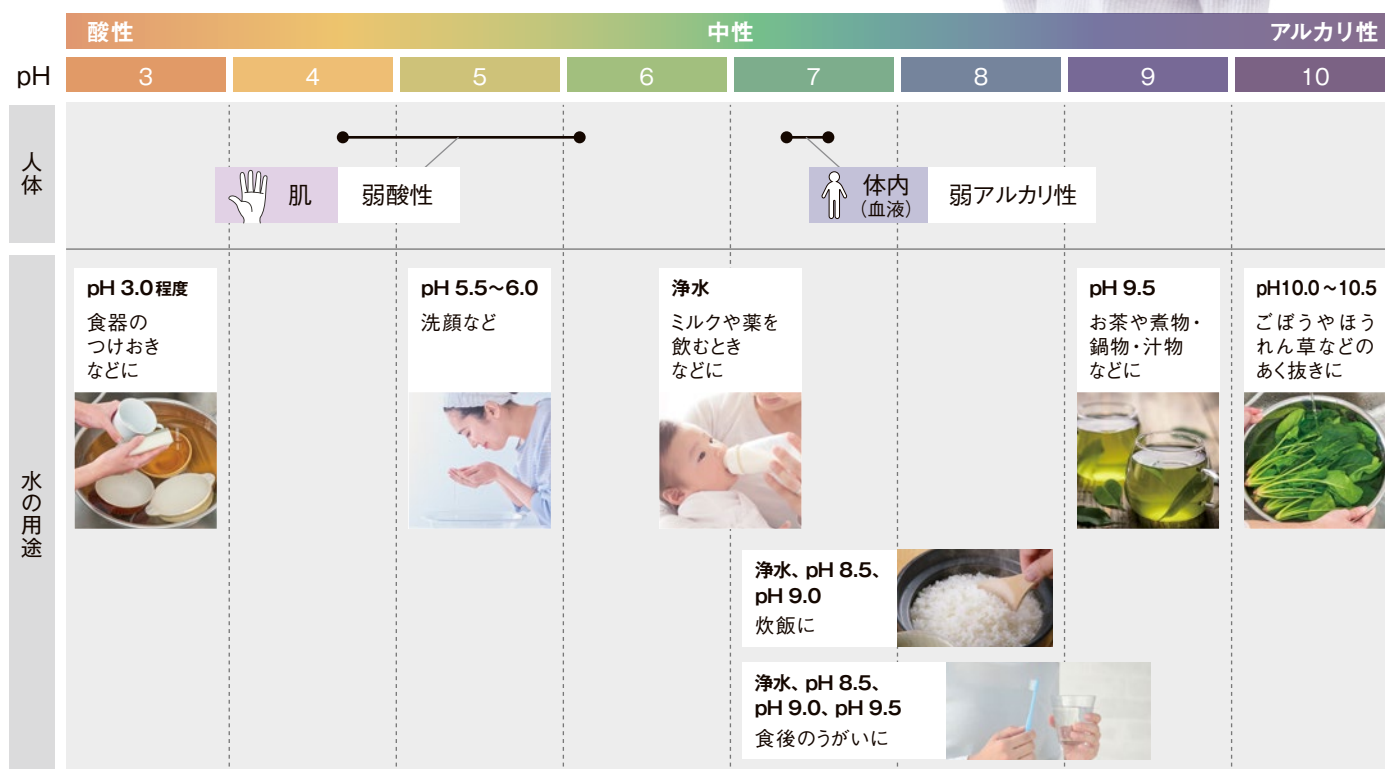 酸性 中性 アルカリ性
pH 3 4 5 6 7 8 9 10
人体
肌 弱酸性
体内
（血液）
弱アルカリ性
水の用途
pH 3.0程度
食器の
つけおき
などに
pH 5.5〜6.0
洗顔など
浄水
ミルクや薬を
飲むとき
などに
pH 9.5
お茶や煮物・
鍋物・汁物
などに
pH10.0〜10.5
ごぼうやほう
れん草などの
あく抜きに
浄水、pH 8.5、
pH 9.0
炊飯に
浄水、pH 8.5、
pH 9.0、pH 9.5
食後のうがいに